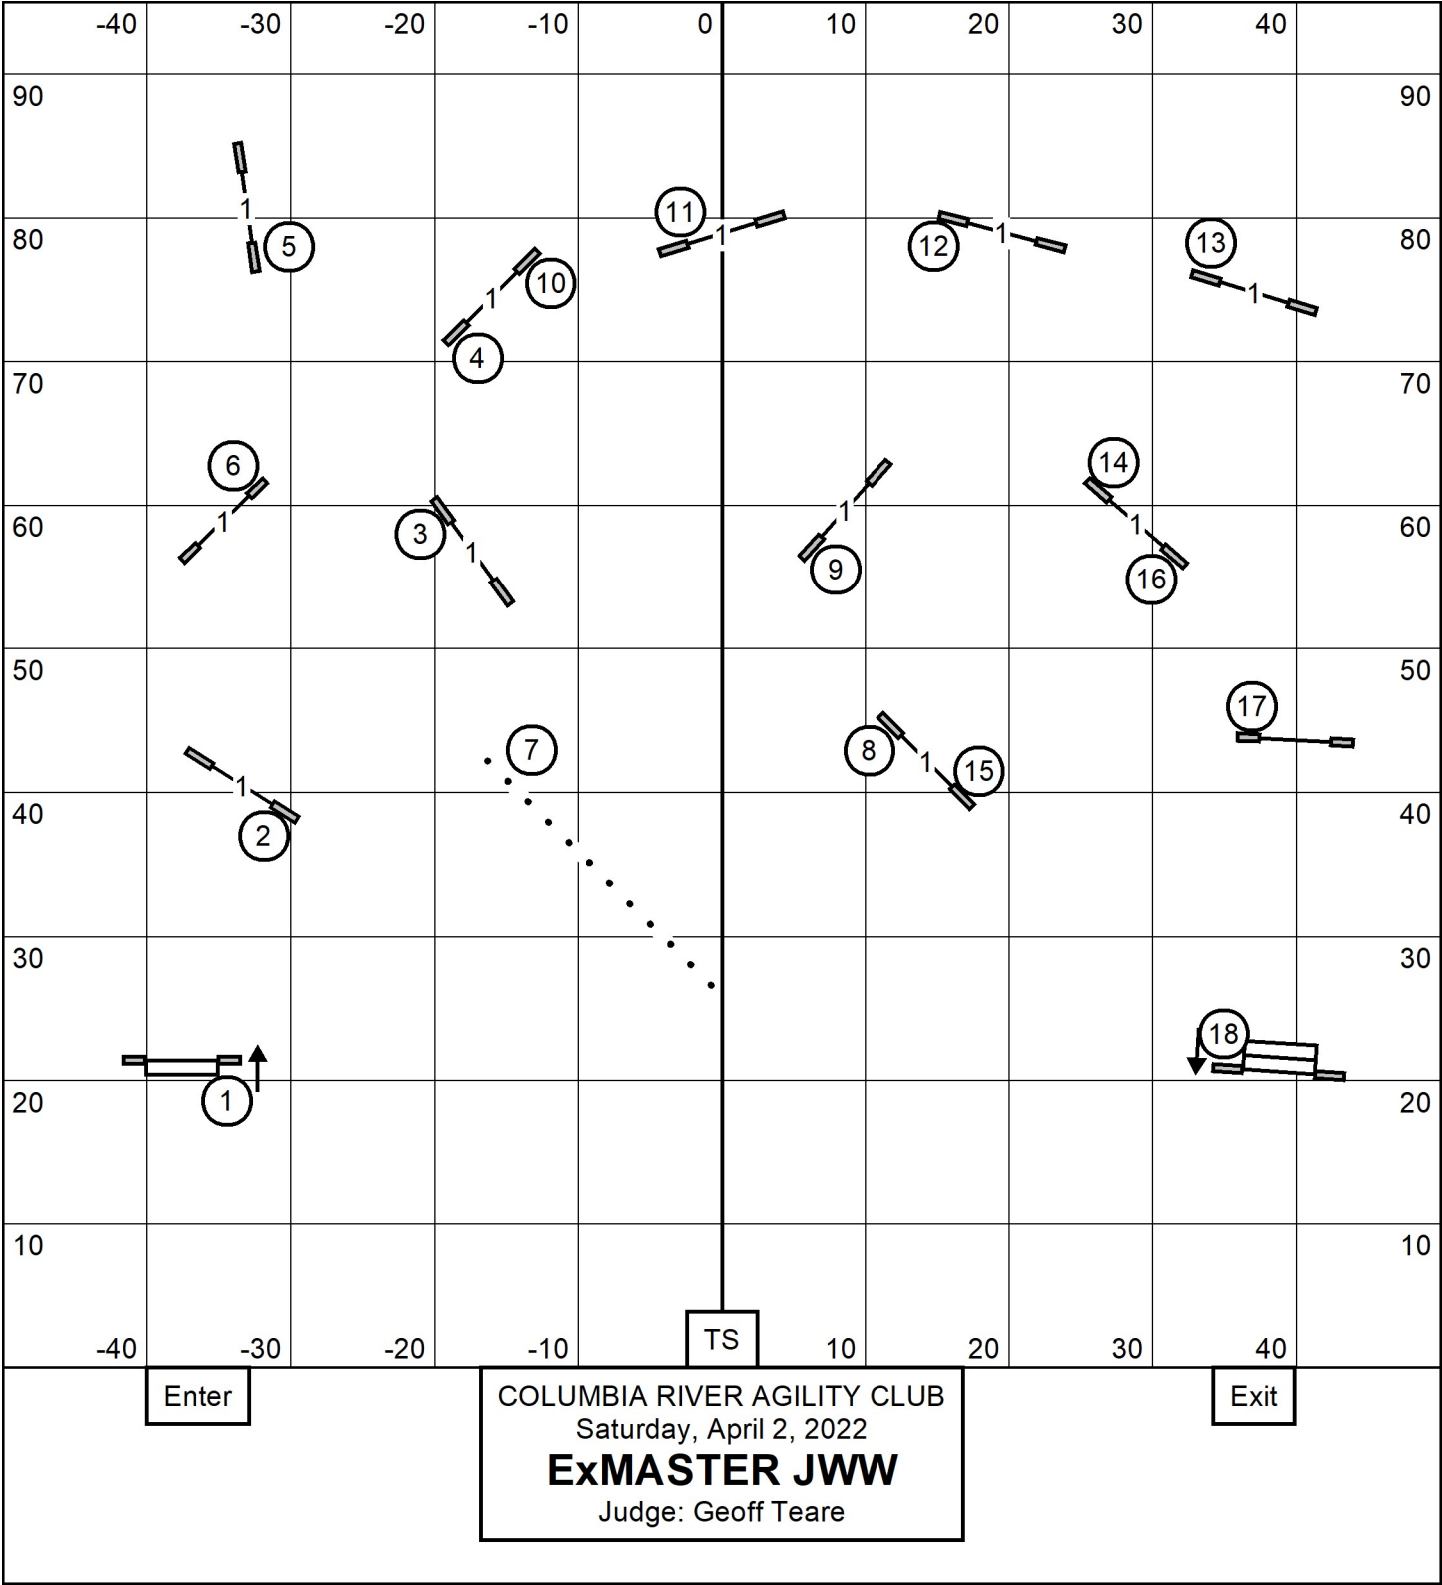 -40 -30 -20 -10 0 10 20 30 40
90 90
1
11
1
5
80 12 1 13 80
10
1 1
4
70 70
6 14
1 3 1 9 1 1
60 60
16
50 50
17
7 8 1 15
1
40 40
2
30 30
18
1
20 20
10 10
TS
-40 -30 -20 -10 10 20 30 40
Enter
Exit
COLUMBIA RIVER AGILITY CLUB
Saturday, April 2, 2022
ExMASTER JWW
Judge: Geoff Teare